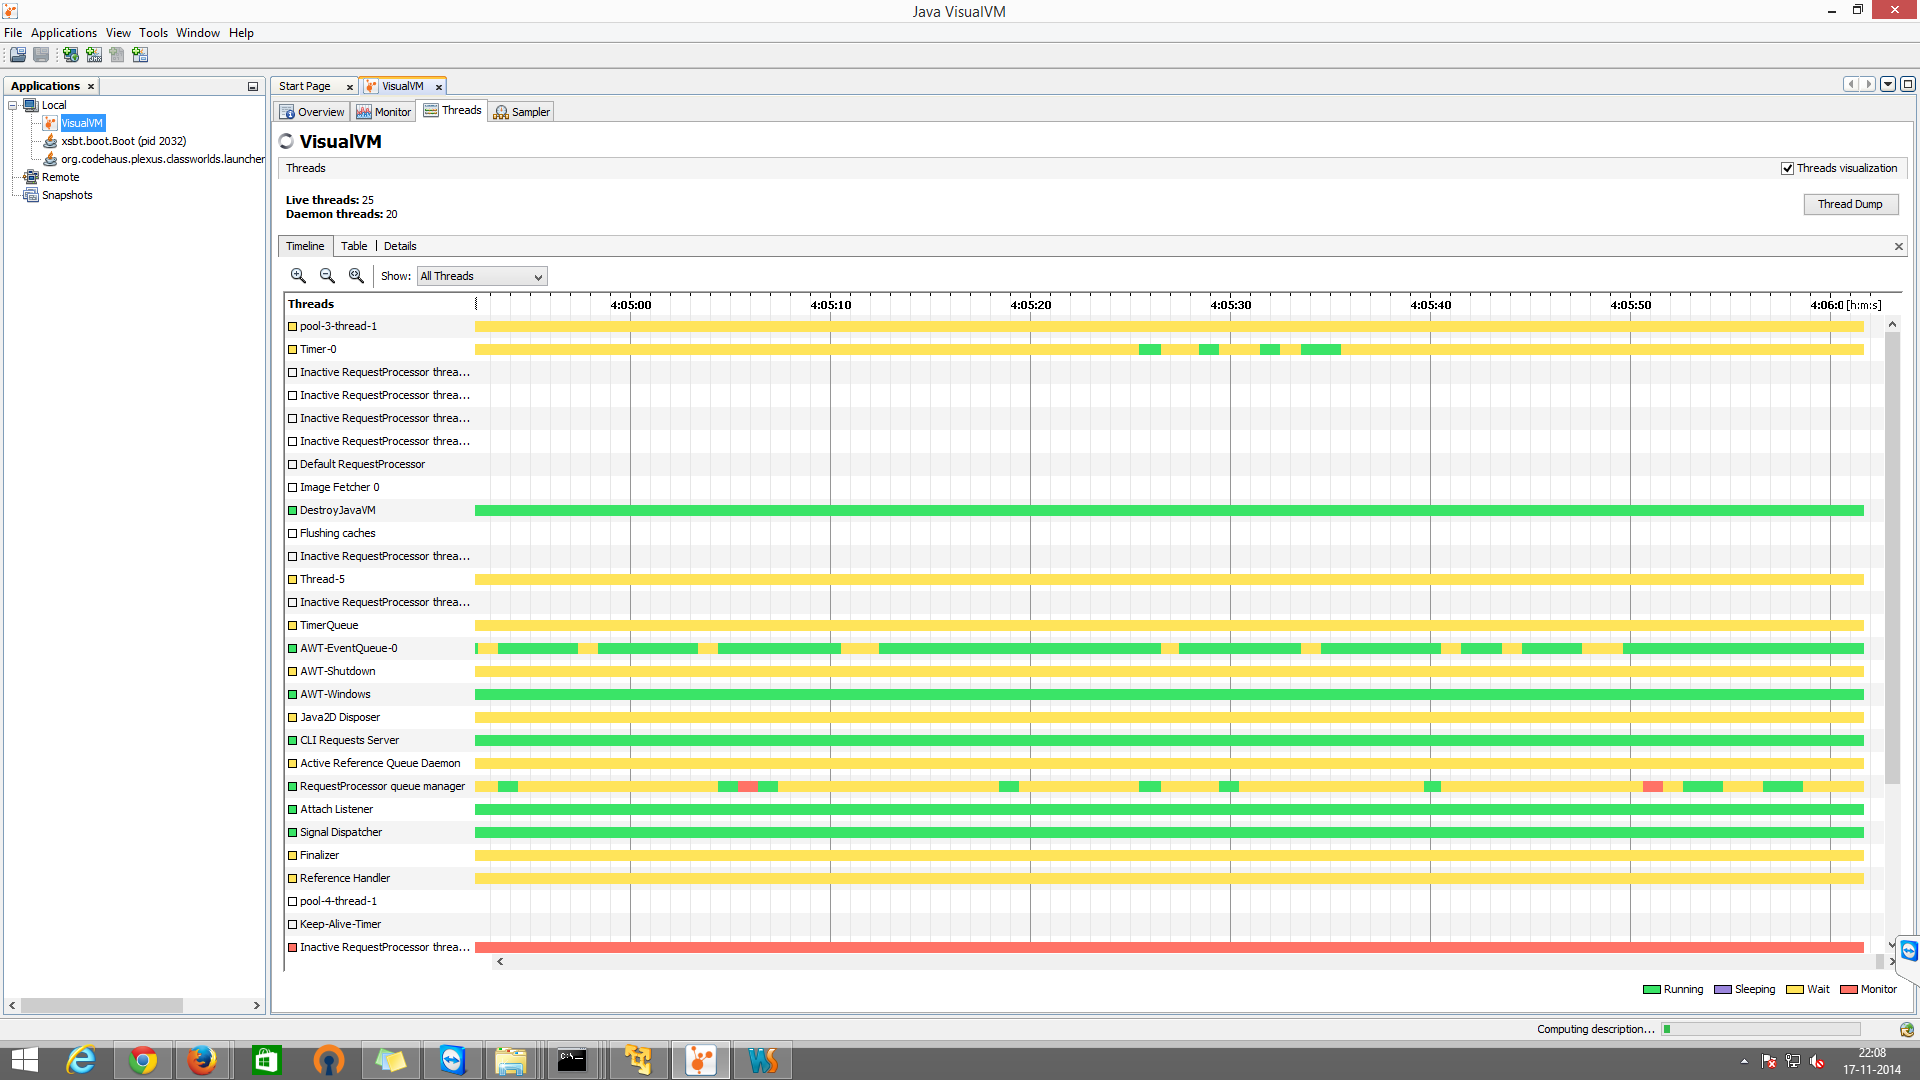 Java VisualVM
File Applications View Tools Window Help
Applications
Start Page VisualVM
Local
VisualVM
xsbt.boot.Boot (pid 2032)
org.codehaus.plexus.classworlds.launcher
Remote
Snapshots
Overview Monitor Threads Sampler
VisualVM
Threads Threads visualization
Live threads: 25
Daemon threads: 20
Thread Dump
Timeline Table Details
Show: All Threads
Threads 4:05:00 4:05:10 4:05:20 4:05:30 4:05:40 4:05:50 4:06:0 [h:m:s]
pool-3-thread-1
Timer-0
Inactive RequestProcessor threa...
Inactive RequestProcessor threa...
Inactive RequestProcessor threa...
Inactive RequestProcessor threa...
Default RequestProcessor
Image Fetcher 0
DestroyJavaVM
Flushing caches
Inactive RequestProcessor threa...
Thread-5
Inactive RequestProcessor threa...
TimerQueue
AWT-EventQueue-0
AWT-Shutdown
AWT-Windows
Java2D Disposer
CLI Requests Server
Active Reference Queue Daemon
RequestProcessor queue manager
Attach Listener
Signal Dispatcher
Finalizer
Reference Handler
pool-4-thread-1
Keep-Alive-Timer
Inactive RequestProcessor threa...
Running Sleeping Wait Monitor
Computing description...
C:\._
22:08
17-11-2014